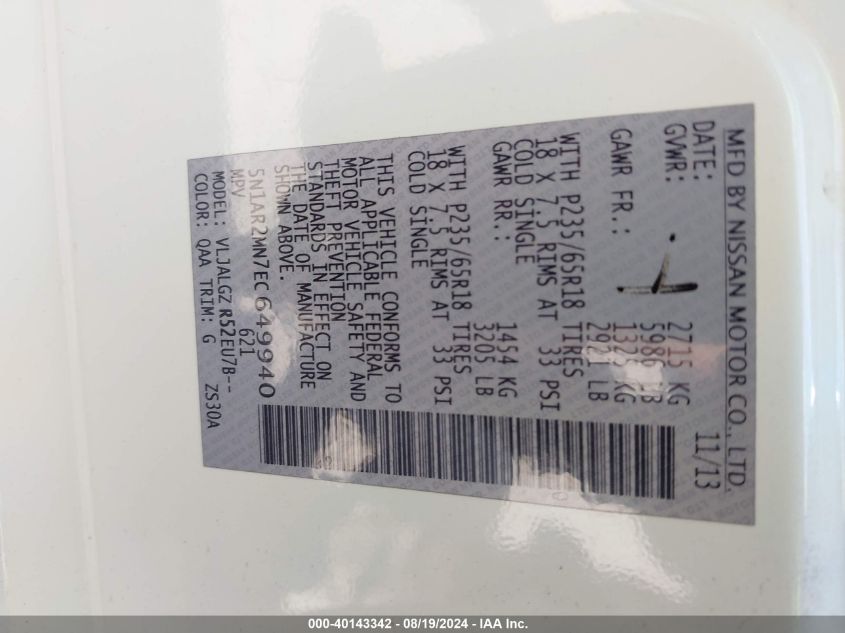 MFD BY NISSAN MOTOR CO., LTD.
DATE: 11/13
GVWR: 2715 KG
5986 LB
GAWR FR.: 1327 KG
LB
WITH P235/65R18 TIRES
18 X 7.5 RIMS AT 33 PSI
COLD SINGLE
GAWR RR.: 1454 KG
3205 LB
WITH P235/65R18 TIRES
18 X 7.5 RIMS AT 33 PSI
COLD SINGLE
THIS VEHICLE CONFORMS TO
ALL APPLICABLE FEDERAL
MOTOR VEHICLE SAFETY AND
THEFT PREVENTION
STANDARDS IN EFFECT ON
THE DATE OF MANUFACTURE
SHOWN ABOVE.
5N1AR2MN7EC649940
MPV 621
MODEL: VLJALGZ R52EU7B--
COLOR: QAA TRIM: G ZS30A
000-40143342 - 08/19/2024 - IAA Inc.